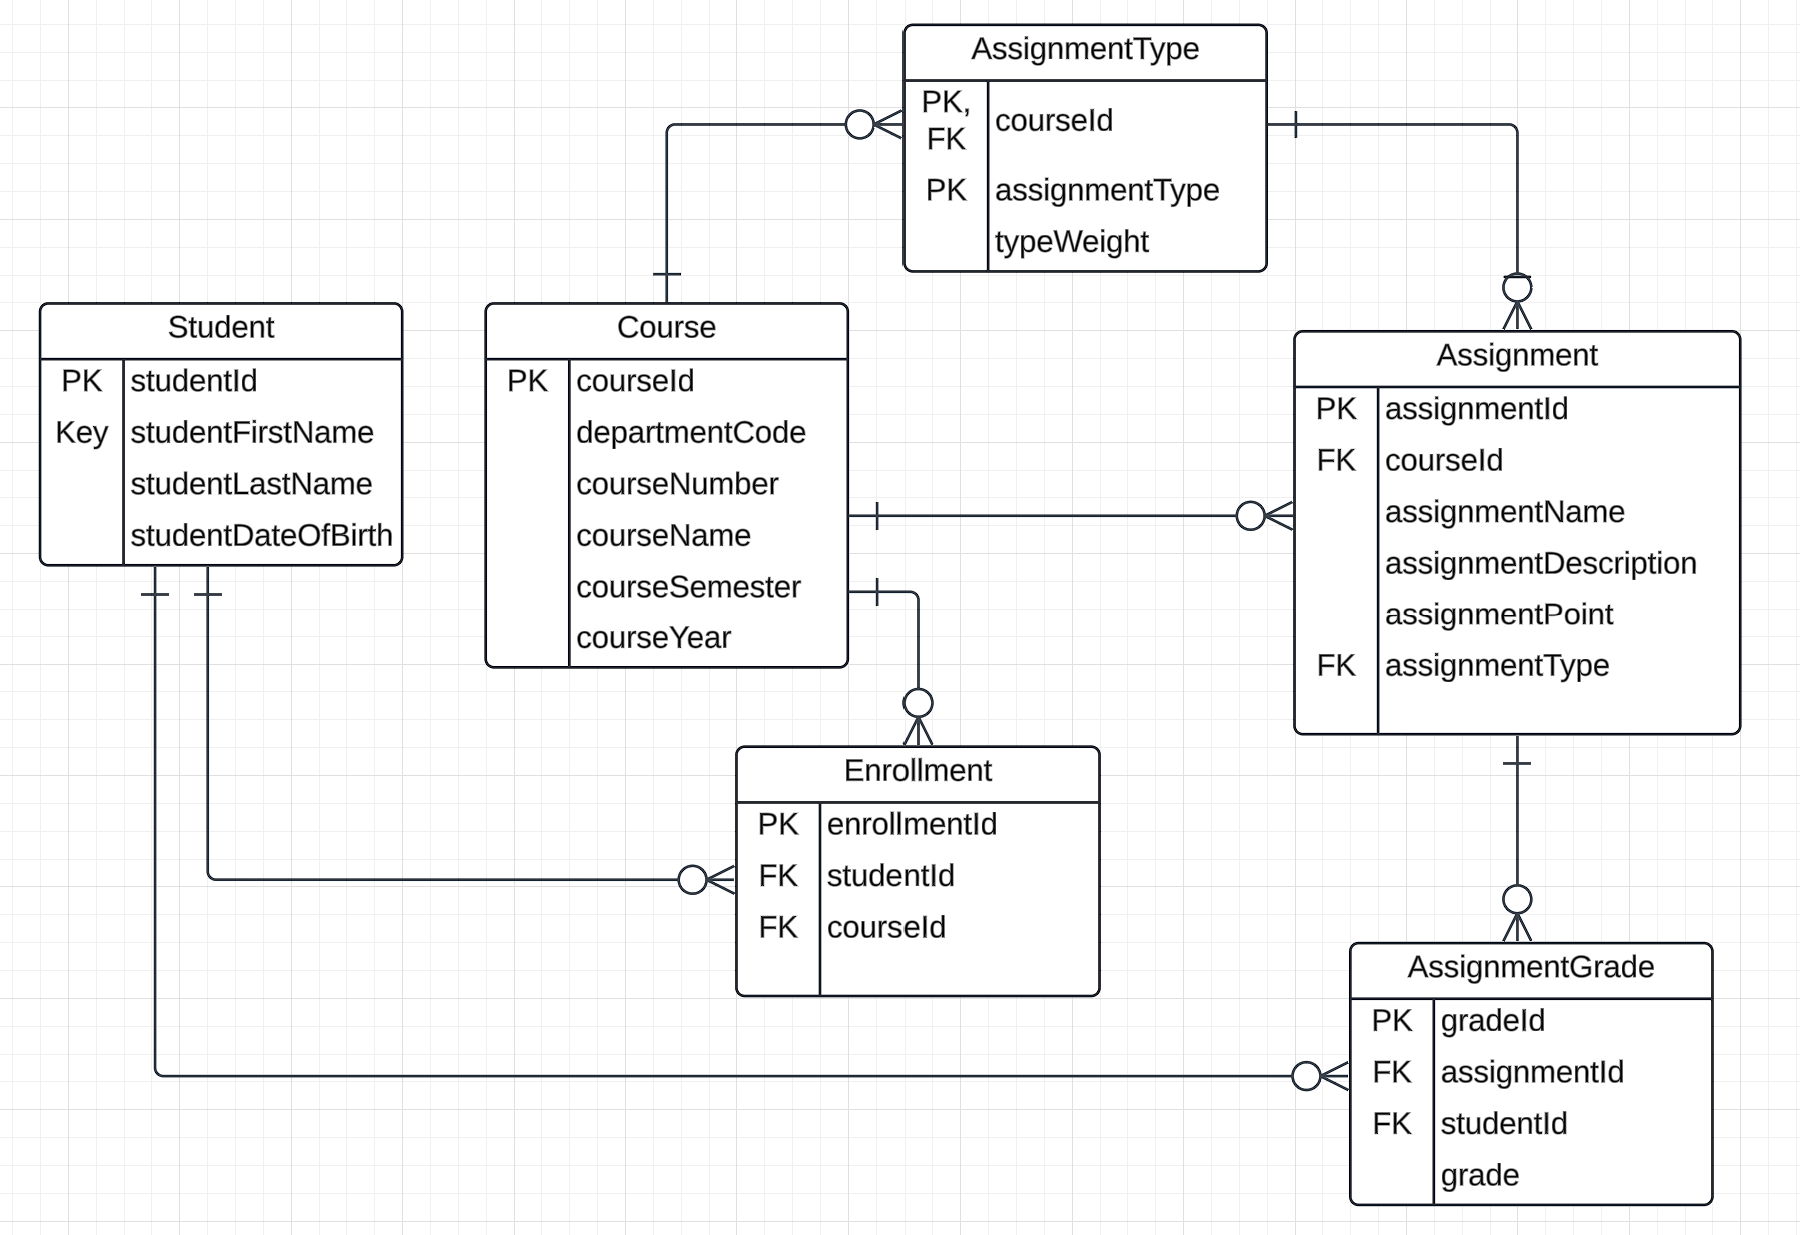 AssignmentType
PK, FK courseId
PK assignmentType
typeWeight
Student
PK studentId
Key studentFirstName
studentLastName
studentDateOfBirth
Course
PK courseId
departmentCode
courseNumber
courseName
courseSemester
courseYear
Assignment
PK assignmentId
FK courseId
assignmentName
assignmentDescription
assignmentPoint
FK assignmentType
Enrollment
PK enrollmentId
FK studentId
FK courseId
AssignmentGrade
PK gradeId
FK assignmentId
FK studentId
grade